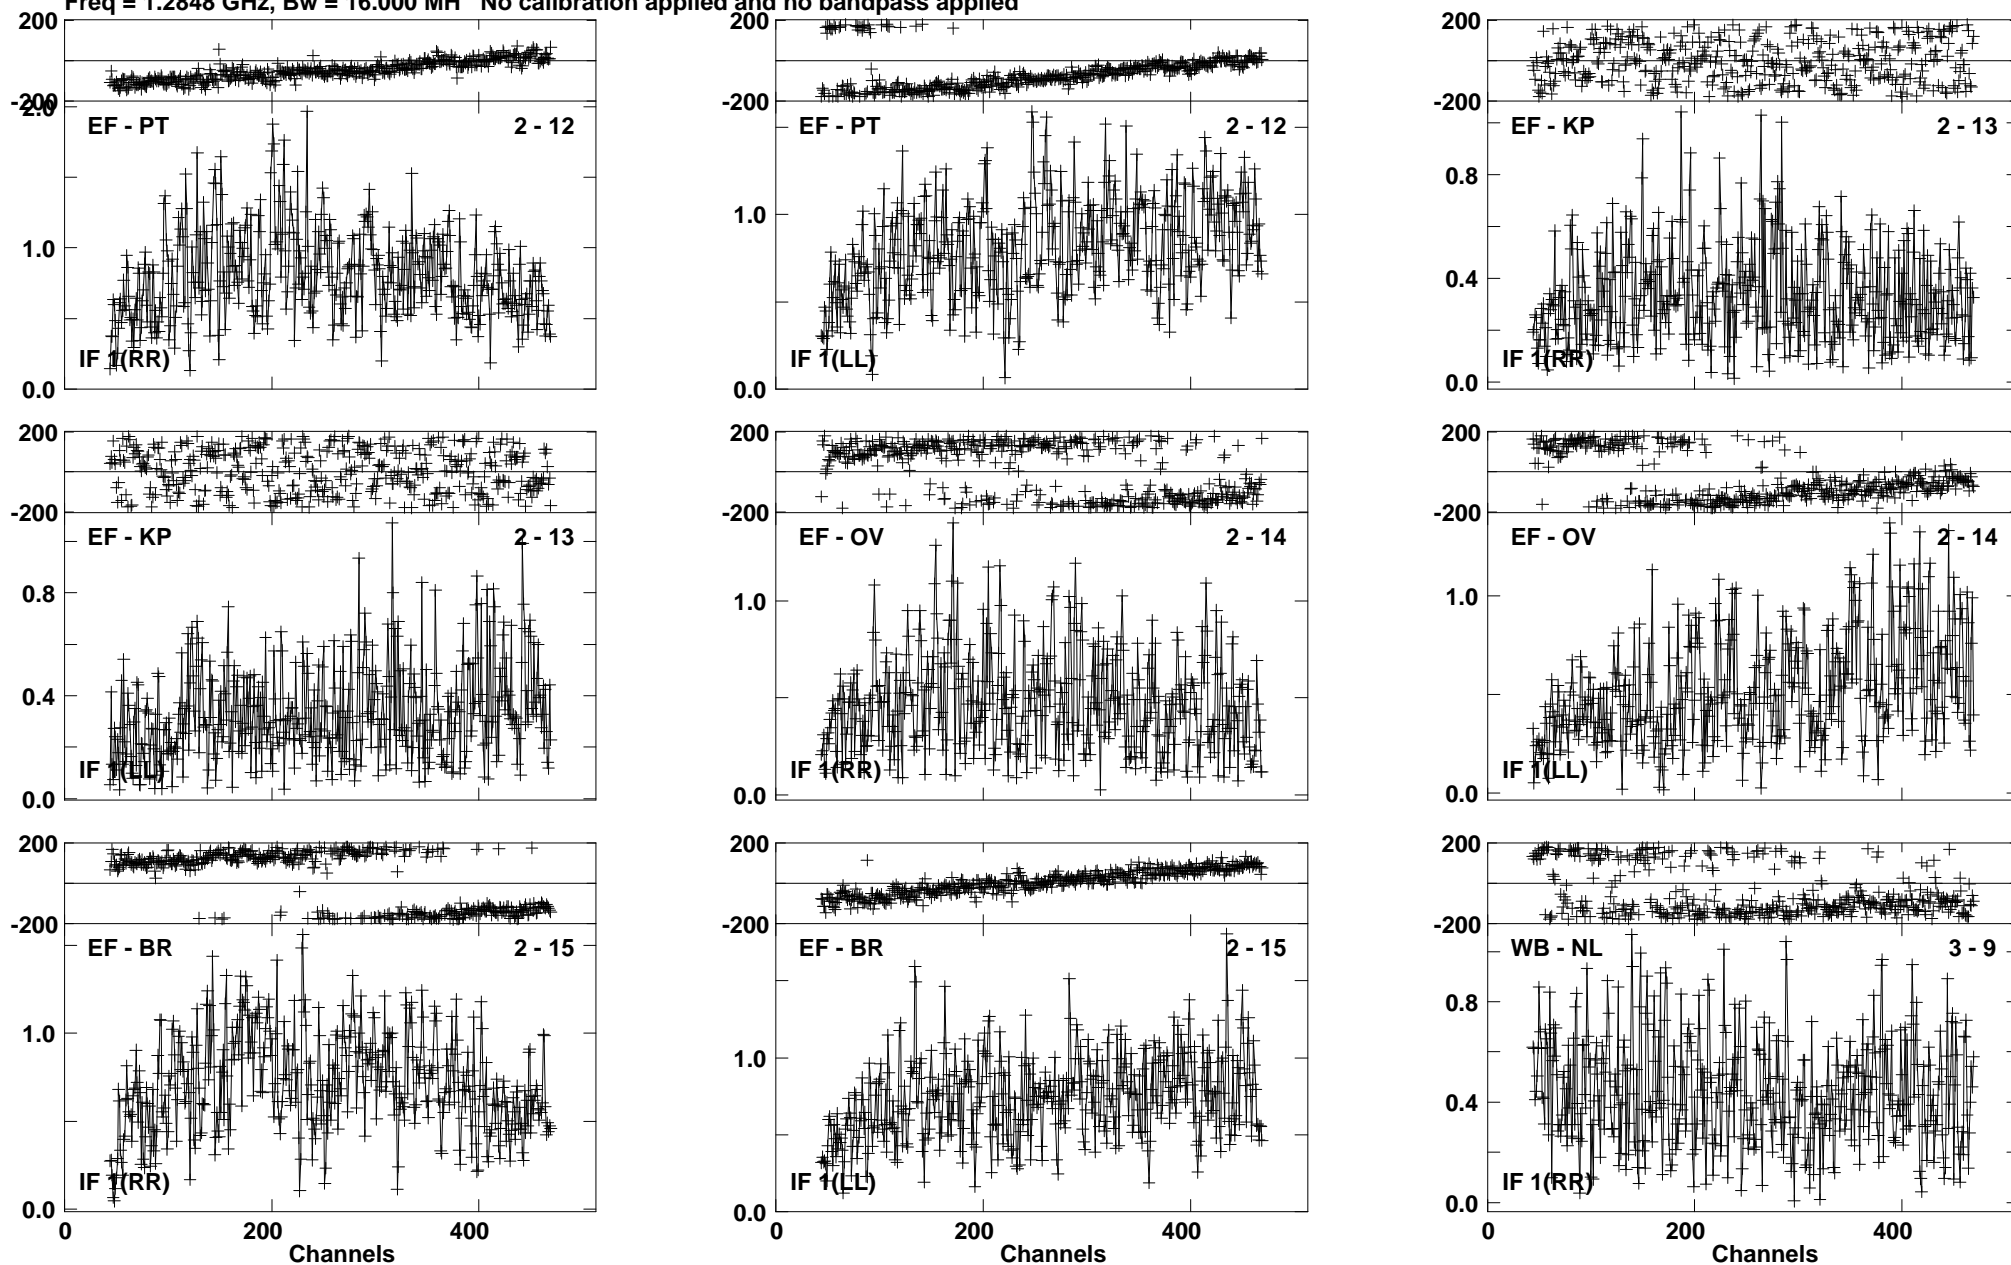 Freq = 1.2848 GHz, Bw = 16.000 MH No calibration applied and no bandpass applied
200
-200
2.0
EF - PT 2 - 12
1.0
IF 1(RR)
0.0
200
-200
EF - PT 2 - 12
1.0
IF 1(LL)
0.0
200
-200
EF - KP 2 - 13
0.8
0.4
IF 1(RR)
0.0
200
-200
EF - KP 2 - 13
0.8
0.4
IF 1(LL)
0.0
200
-200
EF - OV 2 - 14
1.0
IF 1(RR)
0.0
200
-200
EF - OV 2 - 14
1.0
IF 1(LL)
0.0
200
-200
EF - BR 2 - 15
1.0
IF 1(RR)
0.0
0 200 400
Channels
200
-200
EF - BR 2 - 15
1.0
IF 1(LL)
0.0
0 200 400
Channels
200
-200
WB - NL 3 - 9
0.8
0.4
IF 1(RR)
0.0
0 200 400
Channels